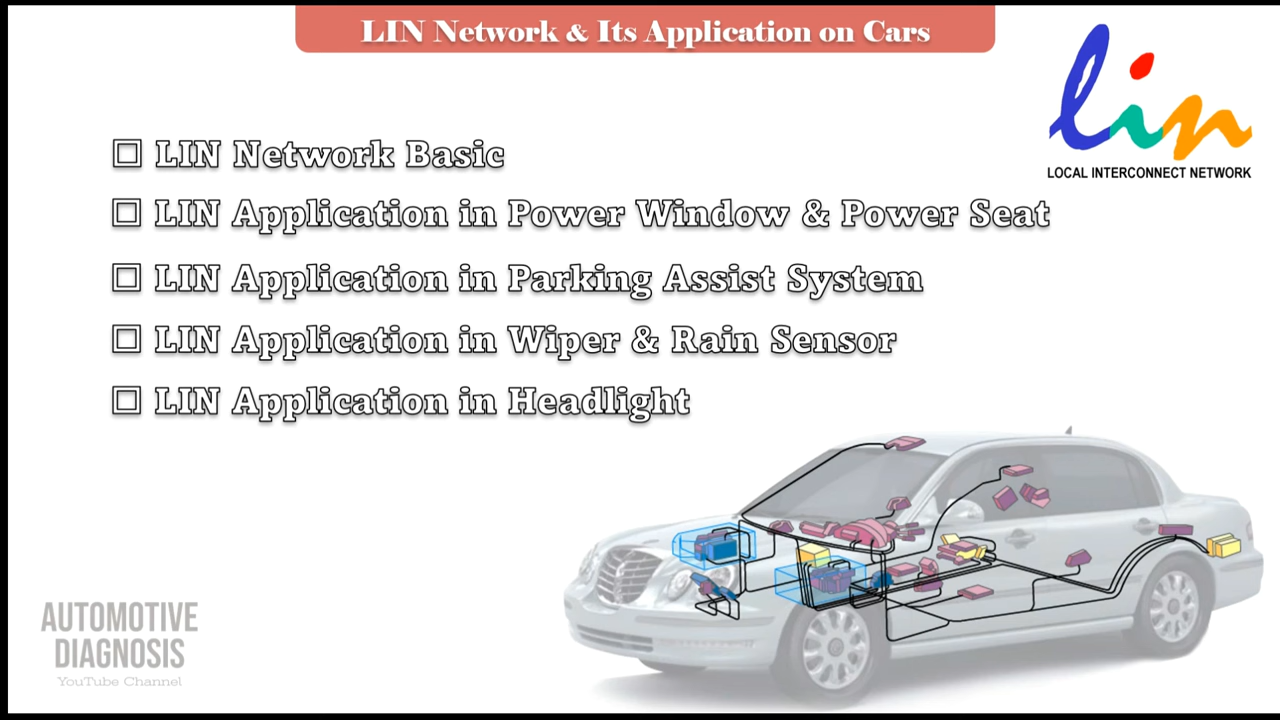 LIN Network & Its Application on Cars
lin
LOCAL INTERCONNECT NETWORK
LIN Network Basic
LIN Application in Power Window & Power Seat
LIN Application in Parking Assist System
LIN Application in Wiper & Rain Sensor
LIN Application in Headlight
AUTOMOTIVE
DIAGNOSIS
YouTube Channel